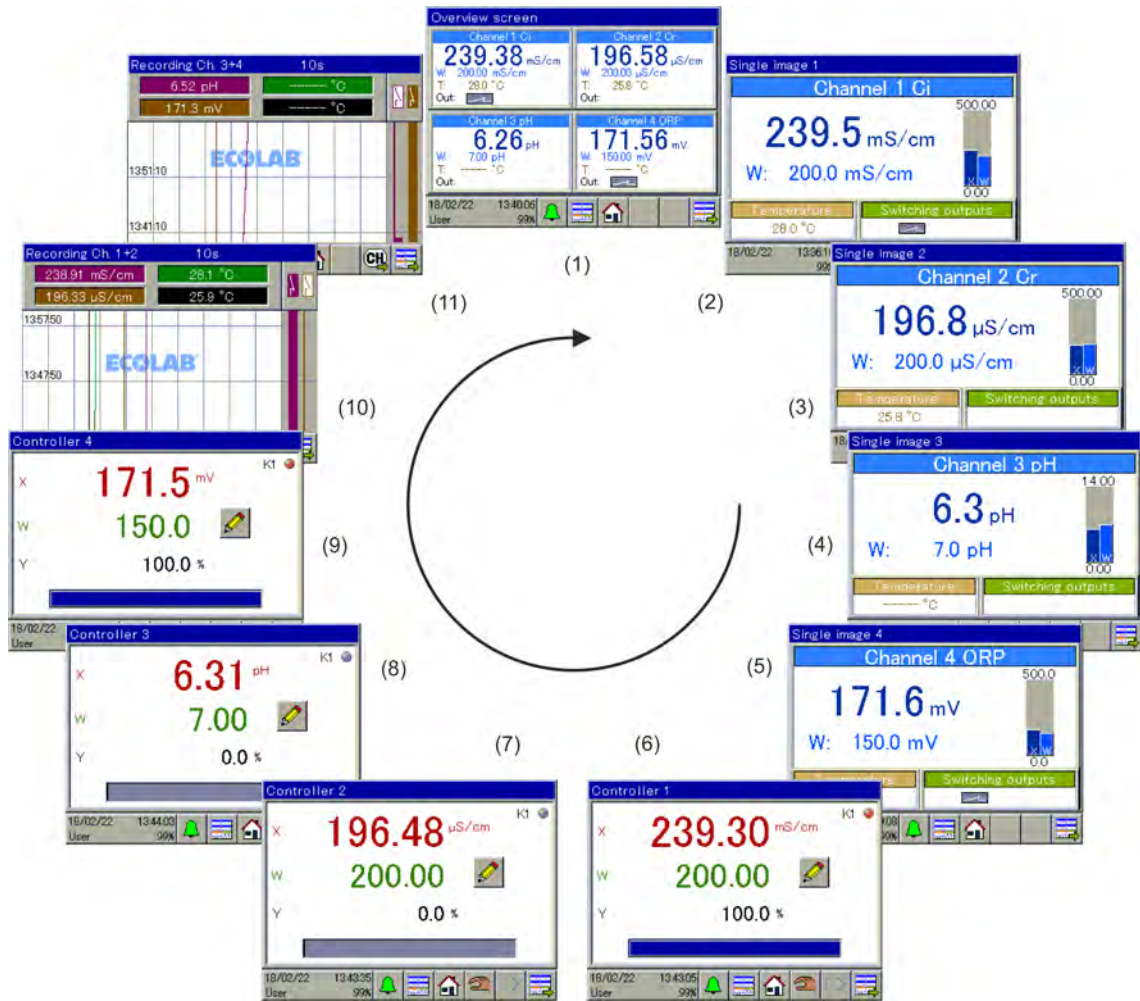 Overview screen
Channel 1 Ci
239.38 mS/cm
W: 200.00 mS/cm
T: 28.0 °C
Out:
Channel 2 Cr
196.58 µS/cm
W: 200.00 µS/cm
T: 25.8 °C
Channel 3 pH
6.26 pH
W: 7.00 pH
T: ----- °C
Out:
Channel 4 ORP
171.56 mV
W: 150.00 mV
T: ----- °C
Out:
18/02/22 13:40:06
User 99%
(1)
Single image 1
Channel 1 Ci
500.00
239.5 mS/cm
W: 200.0 mS/cm
X W
0.00
Temperature Switching outputs
28.0 °C
18/02/22
99%
(2)
Single image 2
Channel 2 Cr
500.00
196.8 µS/cm
W: 200.0 µS/cm
X W
0.00
Temperature Switching outputs
25.8 °C
(3)
Single image 3
Channel 3 pH
14.00
6.3 pH
W: 7.0 pH
X W
0.00
Temperature Switching outputs
----- °C
(4)
Single image 4
Channel 4 ORP
500.0
171.6 mV
W: 150.0 mV
X W
0.0
Temperature Switching outputs
99%
(5)
Controller 1
K1
X 239.30 mS/cm
W 200.00
Y 100.0 %
18/02/22 13:43:05
User 99%
(6)
Controller 2
K1
X 196.48 µS/cm
W 200.00
Y 0.0 %
18/02/22 13:43:35
User 99%
(7)
Controller 3
K1
X 6.31 pH
W 7.00
Y 0.0 %
18/02/22 13:44:03
User 99%
(8)
Controller 4
K1
X 171.5 mV
W 150.0
Y 100.0 %
18/02/22
User
(9)
Recording Ch. 1+2 10s
238.91 mS/cm 28.1 °C
196.33 µS/cm 25.9 °C
13:57:50
ECOLAB
13:47:50
(10)
Recording Ch. 3+4 10s
6.52 pH ----- °C
171.3 mV ----- °C
ECOLAB
13:51:10
13:41:10
CH
(11)